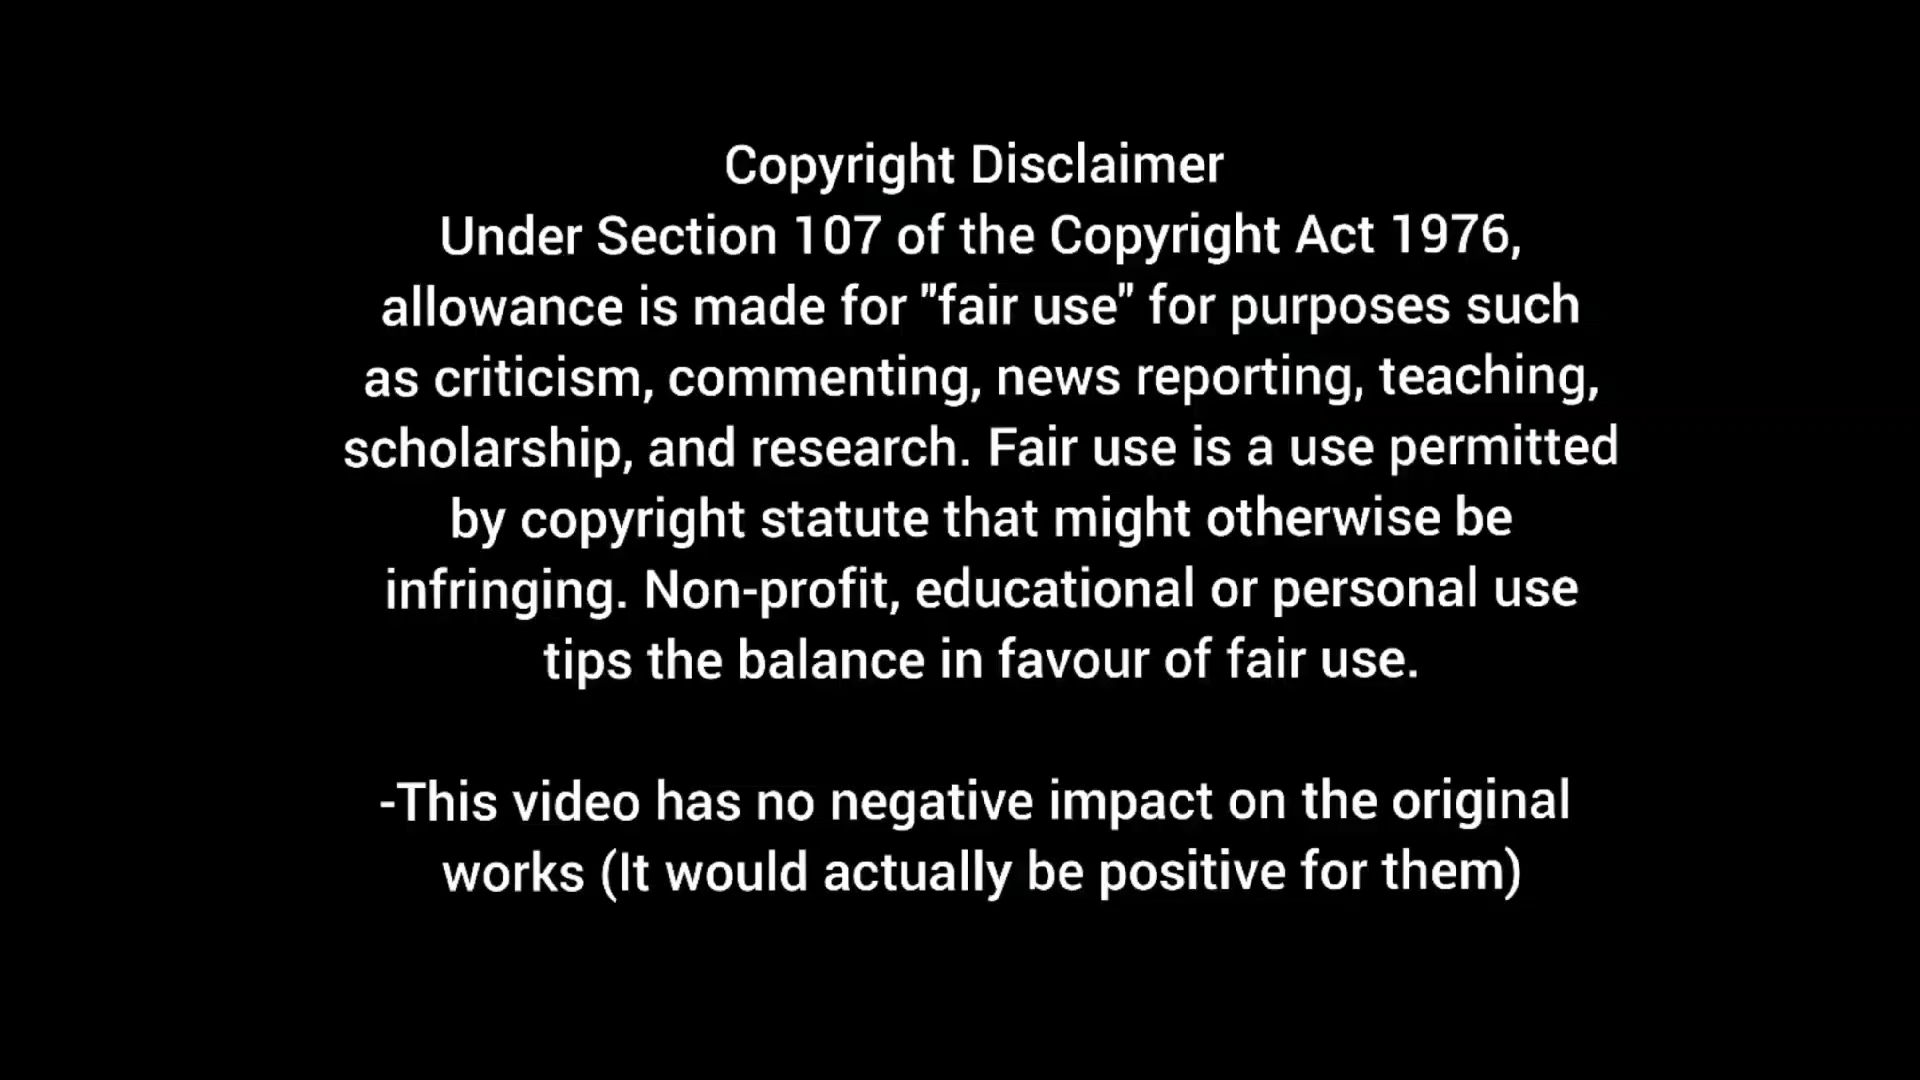 Copyright Disclaimer
Under Section 107 of the Copyright Act 1976,
allowance is made for "fair use" for purposes such
as criticism, commenting, news reporting, teaching,
scholarship, and research. Fair use is a use permitted
by copyright statute that might otherwise be
infringing. Non-profit, educational or personal use
tips the balance in favour of fair use.
-This video has no negative impact on the original
works (It would actually be positive for them)